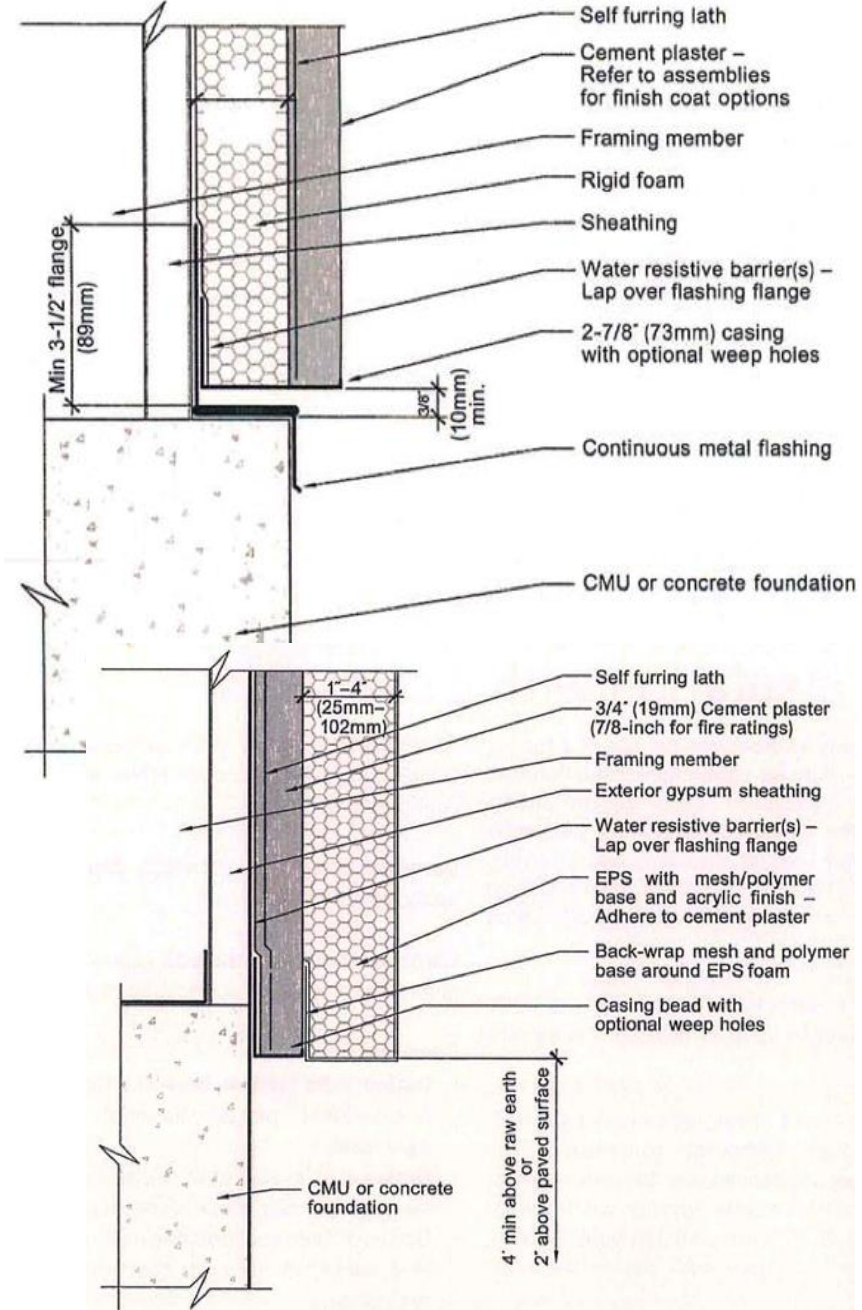 Self furring lath
Cement plaster –
Refer to assemblies
for finish coat options
Framing member
Rigid foam
Sheathing
Water resistive barrier(s) –
Lap over flashing flange
2-7/8" (73mm) casing
with optional weep holes
Min 3-1/2" flange
(89mm)
3/8"
(10mm)
min.
Continuous metal flashing
CMU or concrete foundation
1"–4"
(25mm–
102mm)
Self furring lath
3/4" (19mm) Cement plaster
(7/8-inch for fire ratings)
Framing member
Exterior gypsum sheathing
Water resistive barrier(s) –
Lap over flashing flange
EPS with mesh/polymer
base and acrylic finish –
Adhere to cement plaster
Back-wrap mesh and polymer
base around EPS foam
Casing bead with
optional weep holes
4" min above raw earth
or
2" above paved surface
CMU or concrete
foundation